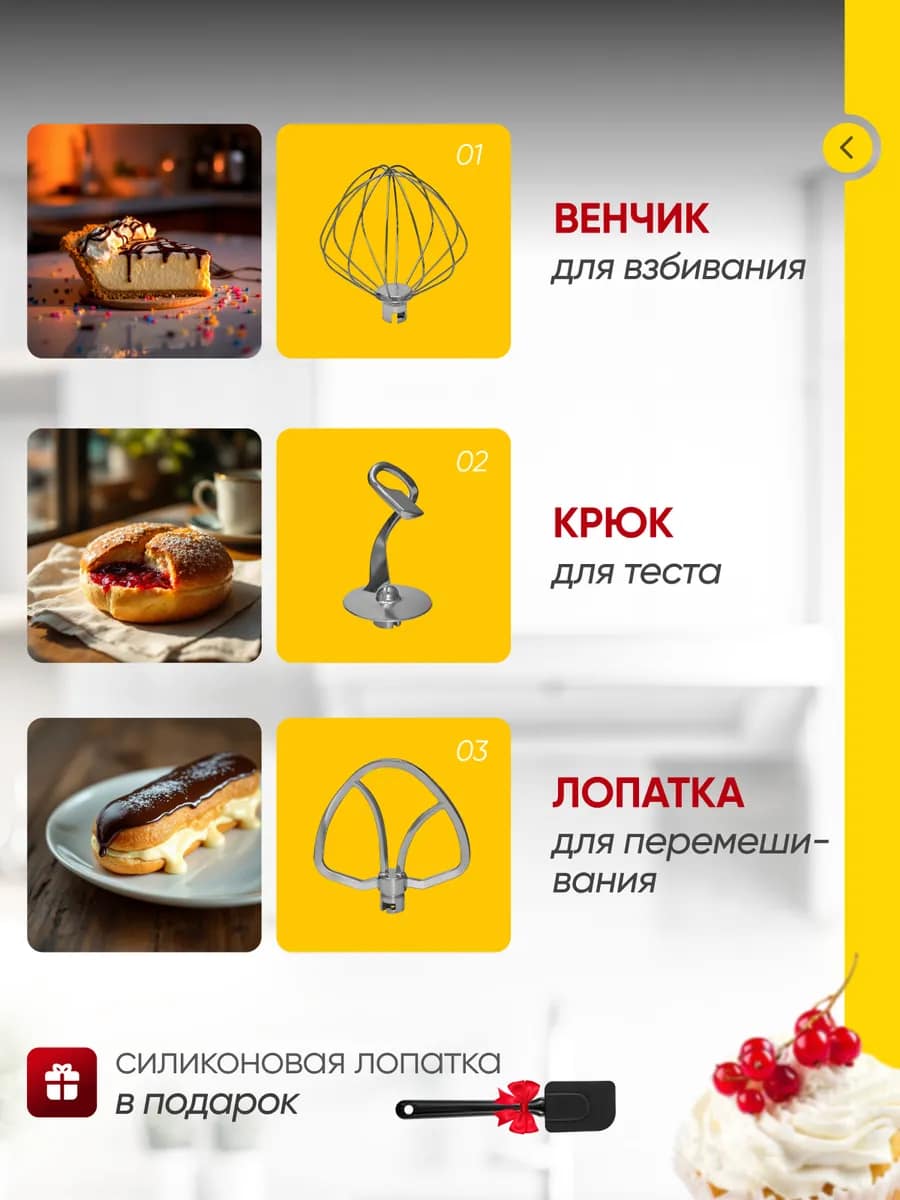 01
ВЕНЧИК
для взбивания
02
КРЮК
для теста
03
ЛОПАТКА
для перемеши-
вания
СИЛИКОНОВАЯ ЛОПАТКА
в подарок